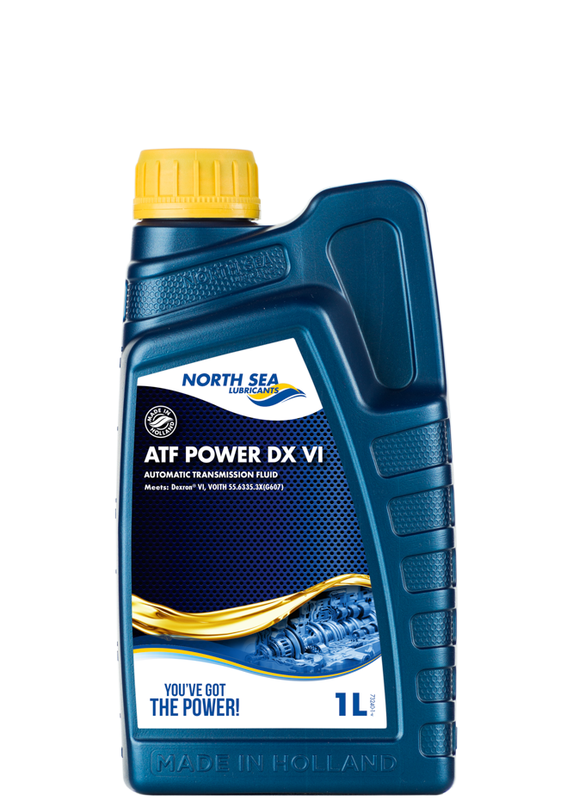 NORTH SEA
LUBRICANTS
MADE IN
HOLLAND
ATF POWER DX VI
AUTOMATIC TRANSMISSION FLUID
Meets: Dexron® VI, VOITH 55.6335.3X(G607)
YOU'VE GOT
THE POWER!
1L
MADE IN HOLLAND